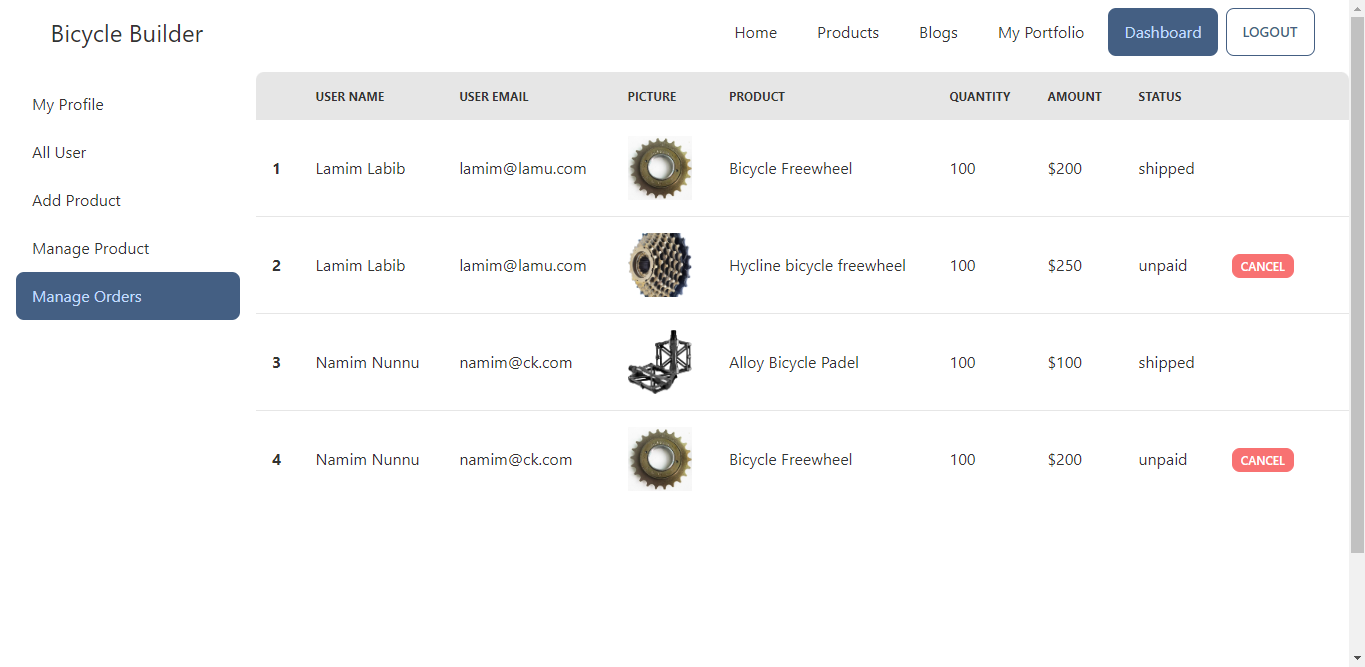 Bicycle Builder
Home Products Blogs My Portfolio Dashboard LOGOUT
My Profile
All User
Add Product
Manage Product
Manage Orders
USER NAME USER EMAIL PICTURE PRODUCT QUANTITY AMOUNT STATUS
1 Lamim Labib lamim@lamu.com Bicycle Freewheel 100 $200 shipped
2 Lamim Labib lamim@lamu.com Hycline bicycle freewheel 100 $250 unpaid CANCEL
3 Namim Nunnu namim@ck.com Alloy Bicycle Padel 100 $100 shipped
4 Namim Nunnu namim@ck.com Bicycle Freewheel 100 $200 unpaid CANCEL